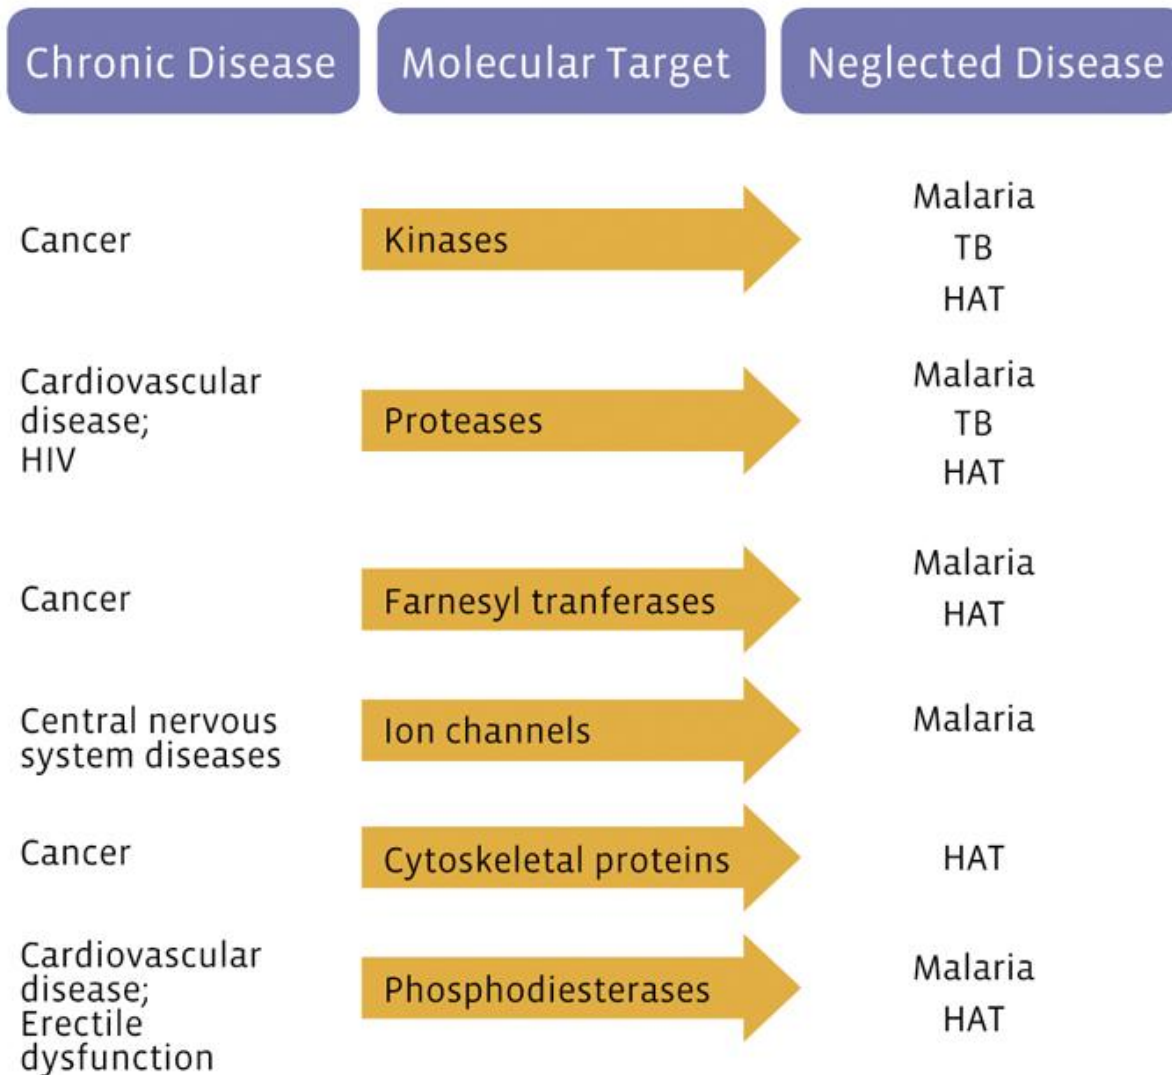 Chronic Disease Molecular Target Neglected Disease
Cancer
Kinases
Malaria
TB
HAT
Cardiovascular
disease;
HIV
Proteases
Malaria
TB
HAT
Cancer
Farnesyl tranferases
Malaria
HAT
Central nervous
system diseases
Ion channels
Malaria
Cancer
Cytoskeletal proteins
HAT
Cardiovascular
disease;
Erectile
dysfunction
Phosphodiesterases
Malaria
HAT